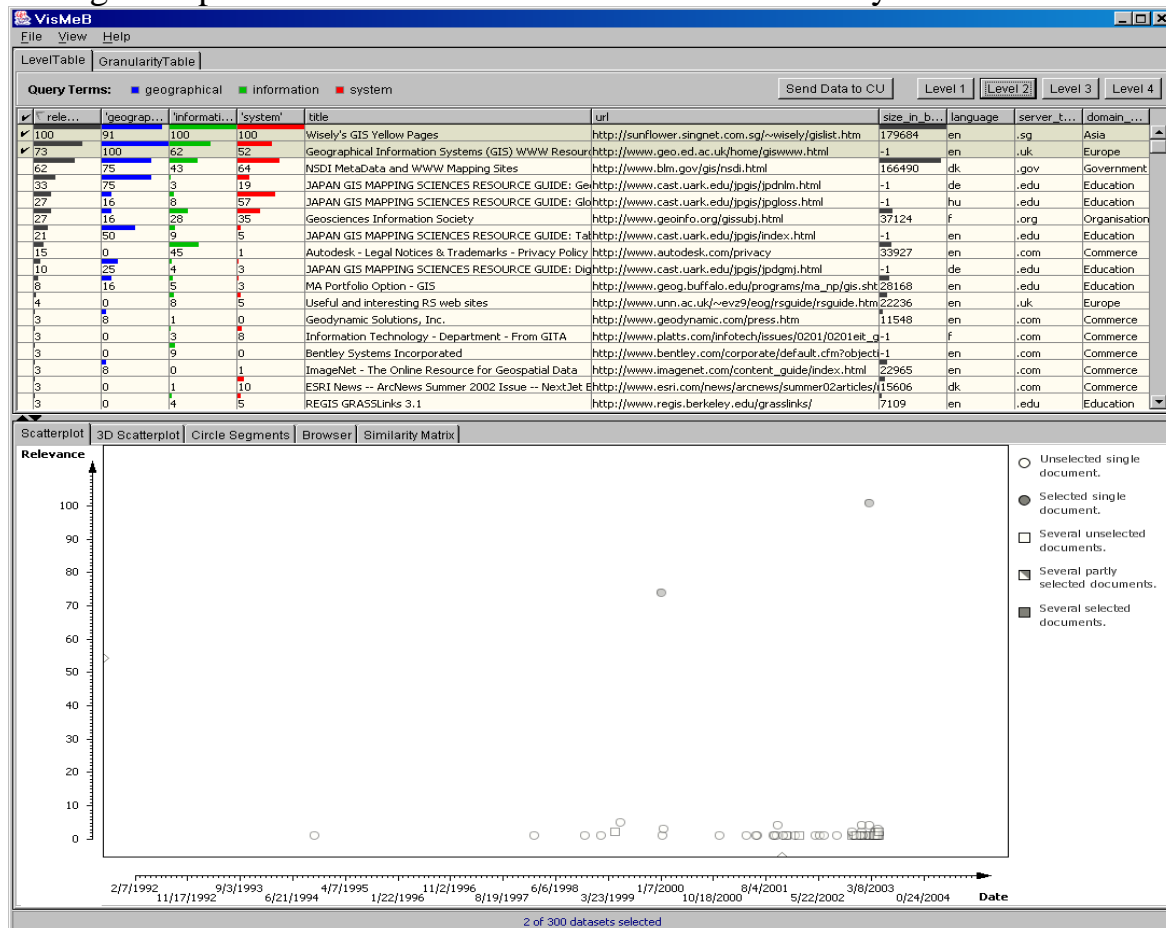 VisMeB
File View Help
LevelTable GranularityTable
Query Terms: geographical information system Send Data to CU Level 1 Level 2 Level 3 Level 4
rele... 'geograp... 'informati... 'system' title url size_in_b... language server_t... domain_...
100 91 100 100 Wisely's GIS Yellow Pages http://sunflower.singnet.com.sg/~wisely/gislist.htm 179684 en .sg Asia
73 100 62 52 Geographical Information Systems (GIS) WWW Resour http://www.geo.ed.ac.uk/home/giswww.html -1 en .uk Europe
62 75 43 64 NSDI MetaData and WWW Mapping Sites http://www.blm.gov/gis/nsdi.html 166490 dk .gov Government
33 75 3 19 JAPAN GIS MAPPING SCIENCES RESOURCE GUIDE: Ge http://www.cast.uark.edu/jpgis/jpdnlm.html -1 de .edu Education
27 16 8 57 JAPAN GIS MAPPING SCIENCES RESOURCE GUIDE: Glo http://www.cast.uark.edu/jpgis/jpgloss.html -1 hu .edu Education
27 16 28 35 Geosciences Information Society http://www.geoinfo.org/gissubj.html 37124 f .org Organisation
21 50 9 5 JAPAN GIS MAPPING SCIENCES RESOURCE GUIDE: Tal http://www.cast.uark.edu/jpgis/index.html -1 en .edu Education
15 0 45 1 Autodesk - Legal Notices & Trademarks - Privacy Policy http://www.autodesk.com/privacy 33927 en .com Commerce
10 25 4 3 JAPAN GIS MAPPING SCIENCES RESOURCE GUIDE: Dig http://www.cast.uark.edu/jpgis/jpdgmj.html -1 de .edu Education
8 16 5 3 MA Portfolio Option - GIS http://www.geog.buffalo.edu/programs/ma_np/gis.sht 28168 en .edu Education
4 0 8 5 Useful and interesting RS web sites http://www.unn.ac.uk/~evz9/eog/rsguide/rsguide.htm 22236 en .uk Europe
3 8 1 0 Geodynamic Solutions, Inc. http://www.geodynamic.com/press.htm 11548 en .com Commerce
3 0 3 8 Information Technology - Department - From GITA http://www.platts.com/infotech/issues/0201/0201eit_g -1 f .com Commerce
3 0 9 0 Bentley Systems Incorporated http://www.bentley.com/corporate/default.cfm?objecti -1 en .com Commerce
3 8 0 1 ImageNet - The Online Resource for Geospatial Data http://www.imagenet.com/content_guide/index.html 22965 en .com Commerce
3 0 1 10 ESRI News -- ArcNews Summer 2002 Issue -- NextJet E http://www.esri.com/news/arcnews/summer02articles/ 15606 dk .com Commerce
3 0 4 5 REGIS GRASSLinks 3.1 http://www.regis.berkeley.edu/grasslinks/ 7109 en .edu Education
Scatterplot 3D Scatterplot Circle Segments Browser Similarity Matrix
Relevance
100
90
80
70
60
50
40
30
20
10
0
Unselected single
document.
Selected single
document.
Several unselected
documents.
Several partly
selected documents.
Several selected
documents.
2/7/1992 9/3/1993 4/7/1995 11/2/1996 6/6/1998 1/7/2000 8/4/2001 3/8/2003
11/17/1992 6/21/1994 1/22/1996 8/19/1997 3/23/1999 10/18/2000 5/22/2002 0/24/2004 Date
2 of 300 datasets selected